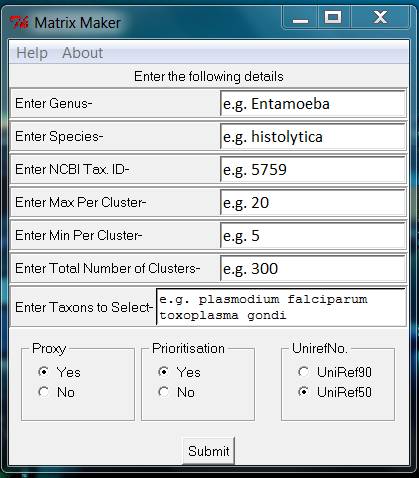 Matrix Maker
Help About
Enter the following details
Enter Genus- e.g. Entamoeba
Enter Species- e.g. histolytica
Enter NCBI Tax. ID- e.g. 5759
Enter Max Per Cluster- e.g. 20
Enter Min Per Cluster- e.g. 5
Enter Total Number of Clusters- e.g. 300
Enter Taxons to Select- e.g. plasmodium falciparum
toxoplasma gondi
Proxy Prioritisation UnirefNo.
Yes Yes UniRef90
No No UniRef50
Submit